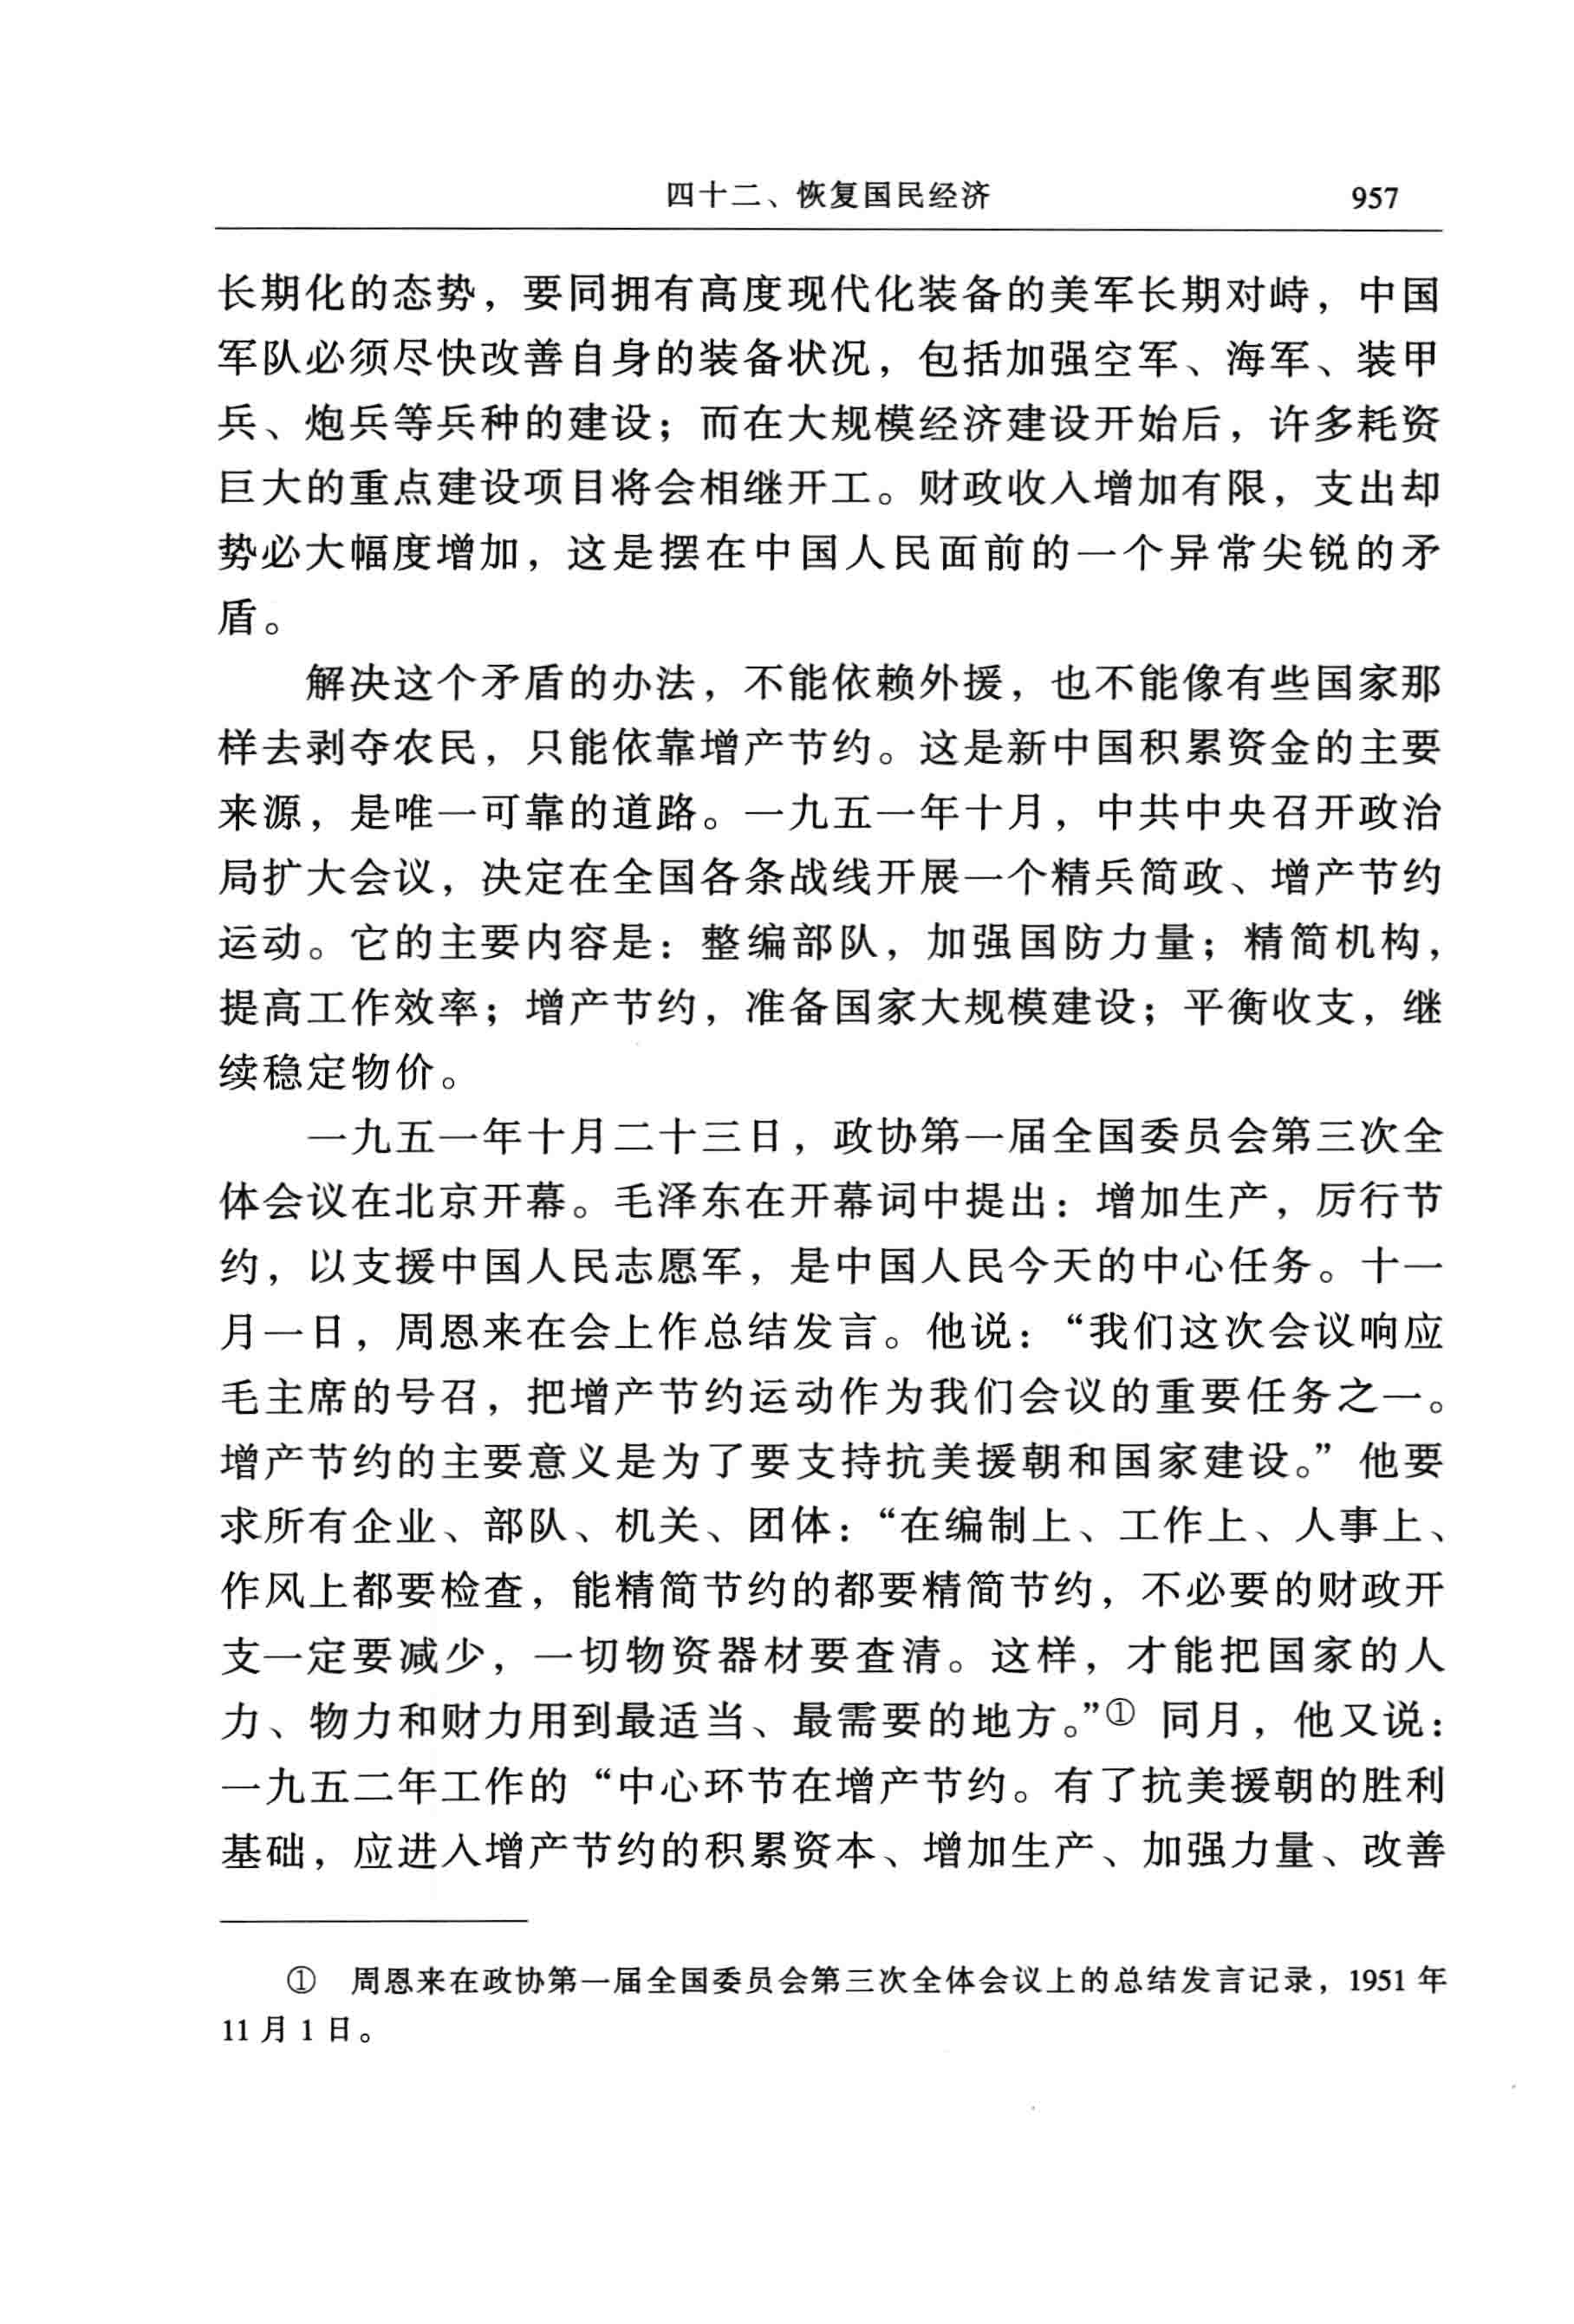 四十二、恢复国民经济 957
长期化的态势，要同拥有高度现代化装备的美军长期对峙，中国
军队必须尽快改善自身的装备状况，包括加强空军、海军、装甲
兵、炮兵等兵种的建设；而在大规模经济建设开始后，许多耗资
巨大的重点建设项目将会相继开工。财政收入增加有限，支出却
势必大幅度增加，这是摆在中国人民面前的一个异常尖锐的矛
盾。
解决这个矛盾的办法，不能依赖外援，也不能像有些国家那
样去剥夺农民，只能依靠增产节约。这是新中国积累资金的主要
来源，是唯一可靠的道路。一九五一年十月，中共中央召开政治
局扩大会议，决定在全国各条战线开展一个精兵简政、增产节约
运动。它的主要内容是：整编部队，加强国防力量；精简机构，
提高工作效率；增产节约，准备国家大规模建设；平衡收支，继
续稳定物价。
一九五一年十月二十三日，政协第一届全国委员会第三次全
体会议在北京开幕。毛泽东在开幕词中提出：增加生产，厉行节
约，以支援中国人民志愿军，是中国人民今天的中心任务。十一
月一日，周恩来在会上作总结发言。他说：“我们这次会议响应
毛主席的号召，把增产节约运动作为我们会议的重要任务之一。
增产节约的主要意义是为了要支持抗美援朝和国家建设。”他要
求所有企业、部队、机关、团体：“在编制上、工作上、人事上、
作风上都要检查，能精简节约的都要精简节约，不必要的财政开
支一定要减少，一切物资器材要查清。这样，才能把国家的人
力、物力和财力用到最适当、最需要的地方。”① 同月，他又说：
一九五二年工作的“中心环节在增产节约。有了抗美援朝的胜利
基础，应进入增产节约的积累资本、增加生产、加强力量、改善
① 周恩来在政协第一届全国委员会第三次全体会议上的总结发言记录，1951 年
11 月 1 日。